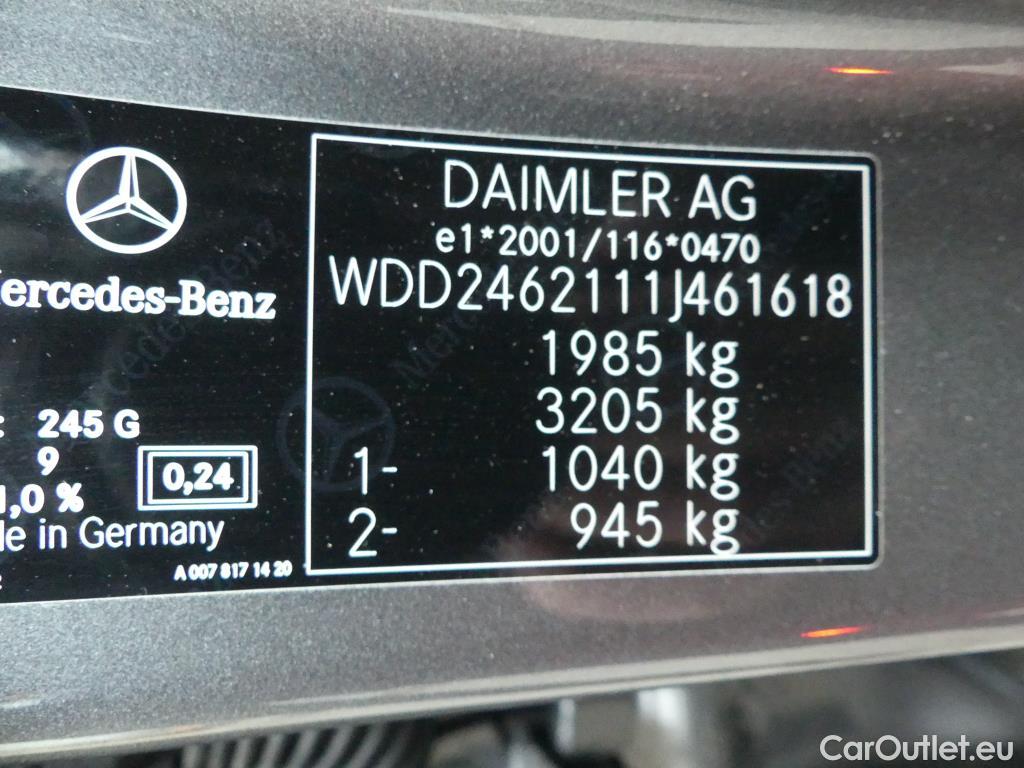 DAIMLER AG
e1*2001/116*0470
WDD2462111J461618
1985 kg
3205 kg
1- 1040 kg
2- 945 kg
ercedes-Benz
: 245 G
9
0,24
1,0 %
de in Germany
A 007 817 14 20
CarOutlet.eu